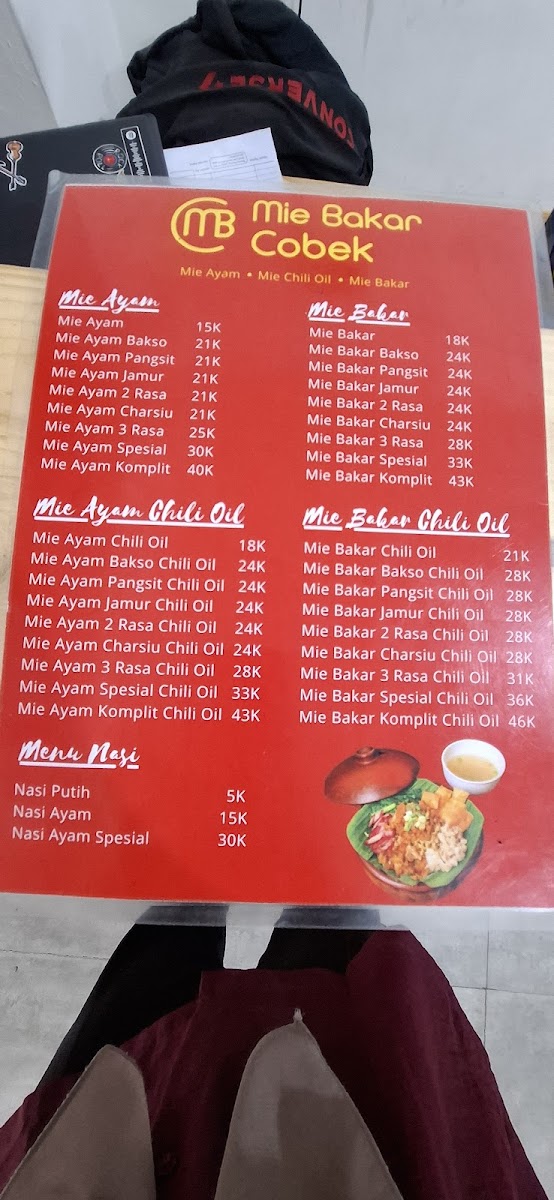 CONVERSE
MB
Mie Bakar
Cobek
Mie Ayam • Mie Chili Oil • Mie Bakar
Mie Ayam
Mie Ayam 15K
Mie Ayam Bakso 21K
Mie Ayam Pangsit 21K
Mie Ayam Jamur 21K
Mie Ayam 2 Rasa 21K
Mie Ayam Charsiu 21K
Mie Ayam 3 Rasa 25K
Mie Ayam Spesial 30K
Mie Ayam Komplit 40K
Mie Bakar
Mie Bakar 18K
Mie Bakar Bakso 24K
Mie Bakar Pangsit 24K
Mie Bakar Jamur 24K
Mie Bakar 2 Rasa 24K
Mie Bakar Charsiu 24K
Mie Bakar 3 Rasa 28K
Mie Bakar Spesial 33K
Mie Bakar Komplit 43K
Mie Ayam Chili Oil
Mie Ayam Chili Oil 18K
Mie Ayam Bakso Chili Oil 24K
Mie Ayam Pangsit Chili Oil 24K
Mie Ayam Jamur Chili Oil 24K
Mie Ayam 2 Rasa Chili Oil 24K
Mie Ayam Charsiu Chili Oil 24K
Mie Ayam 3 Rasa Chili Oil 28K
Mie Ayam Spesial Chili Oil 33K
Mie Ayam Komplit Chili Oil 43K
Mie Bakar Chili Oil
Mie Bakar Chili Oil 21K
Mie Bakar Bakso Chili Oil 28K
Mie Bakar Pangsit Chili Oil 28K
Mie Bakar Jamur Chili Oil 28K
Mie Bakar 2 Rasa Chili Oil 28K
Mie Bakar Charsiu Chili Oil 28K
Mie Bakar 3 Rasa Chili Oil 31K
Mie Bakar Spesial Chili Oil 36K
Mie Bakar Komplit Chili Oil 46K
Menu Nasi
Nasi Putih 5K
Nasi Ayam 15K
Nasi Ayam Spesial 30K